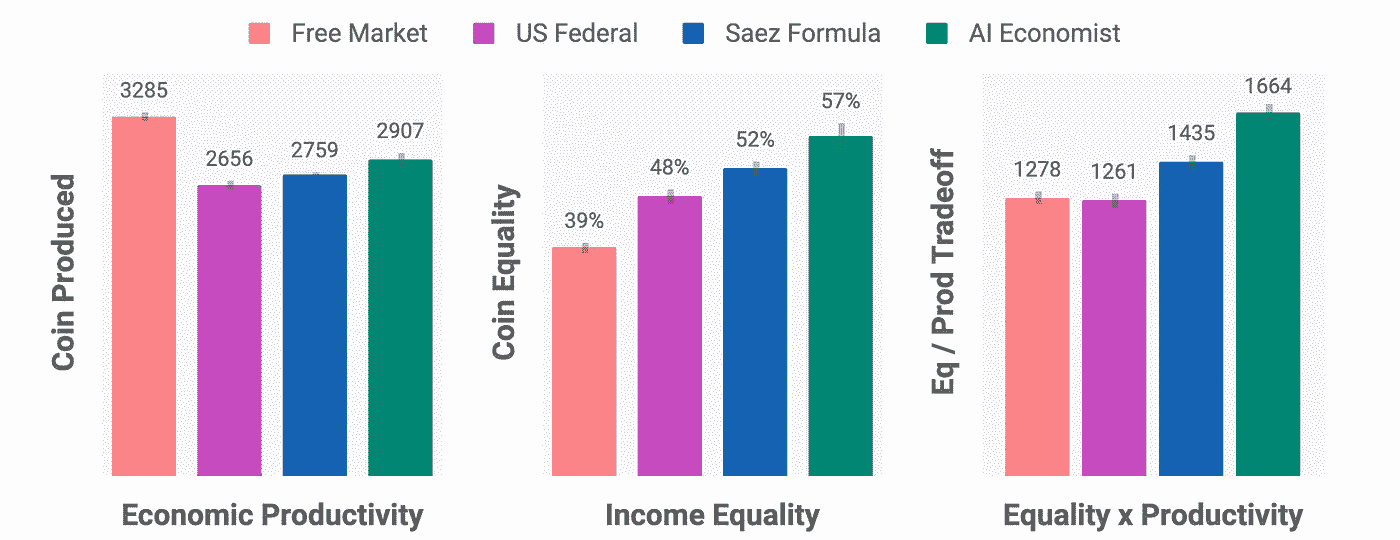 Free Market US Federal Saez Formula AI Economist
Coin Produced
3285
2656
2759
2907
Economic Productivity
Coin Equality
39%
48%
52%
57%
Income Equality
Eq / Prod Tradeoff
1278
1261
1435
1664
Equality x Productivity